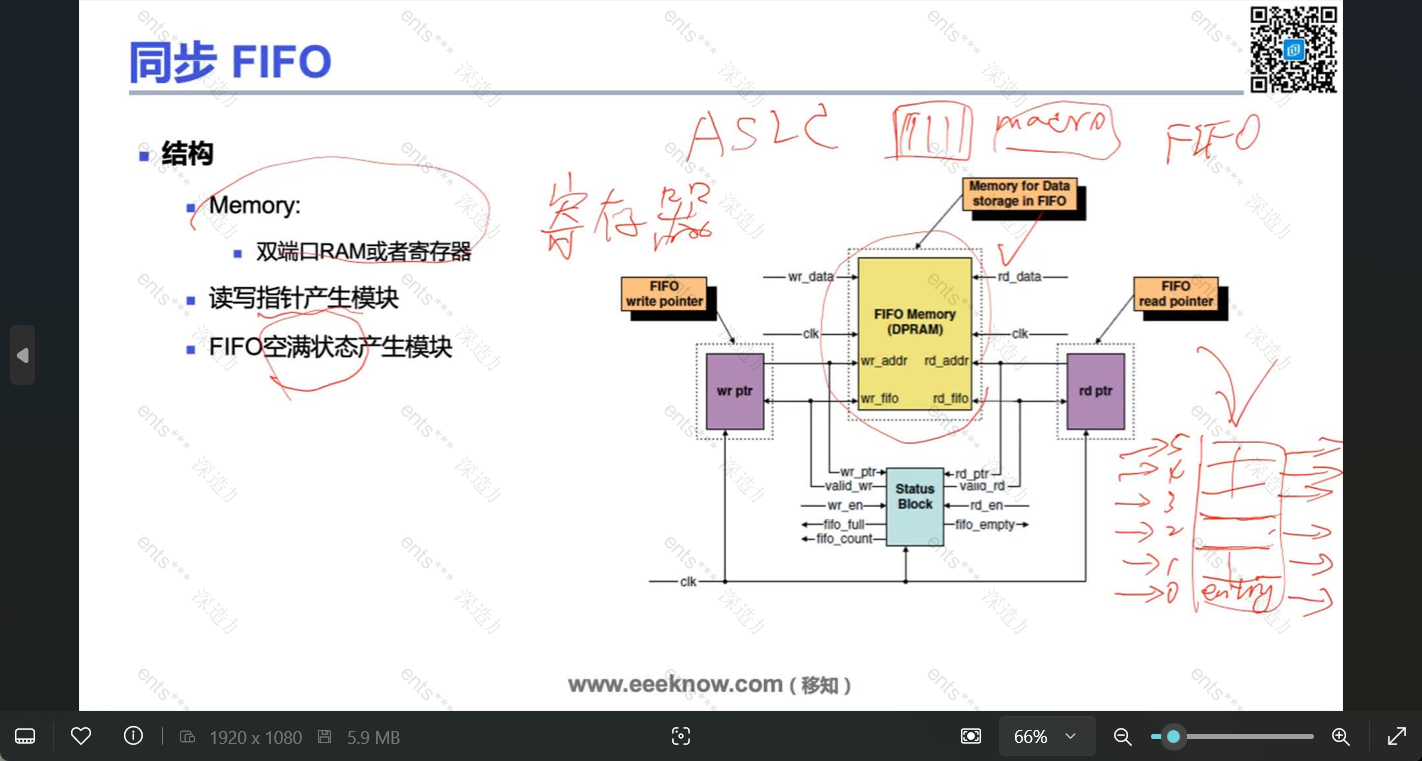 同步 FIFO
ents***
深造力
ASIC
macro
FIFO
结构
Memory:
双端口RAM或者寄存器
读写指针产生模块
FIFO空满状态产生模块
寄存器
Memory for Data
storage in FIFO
FIFO
write pointer
FIFO
read pointer
wr_data
rd_data
FIFO Memory
(DPRAM)
clk
clk
wr_addr
rd_addr
wr_fifo
rd_fifo
wr ptr
rd ptr
wr_ptr
rd_ptr
valid_wr
valid_rd
Status
Block
wr_en
rd_en
fifo_full
fifo_empty
fifo_count
clk
5
4
3
2
1
0
entry
www.eeeknow.com ( 移知 )
1920 x 1080
5.9 MB
66%